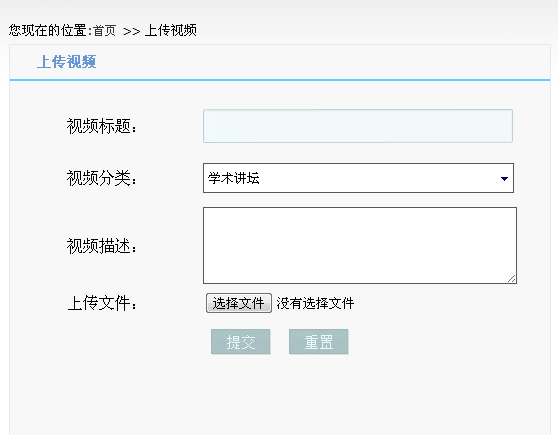 您现在的位置:首页 >> 上传视频
上传视频
视频标题：
视频分类： 学术讲坛
视频描述：
上传文件： 选择文件 没有选择文件
提交 重置